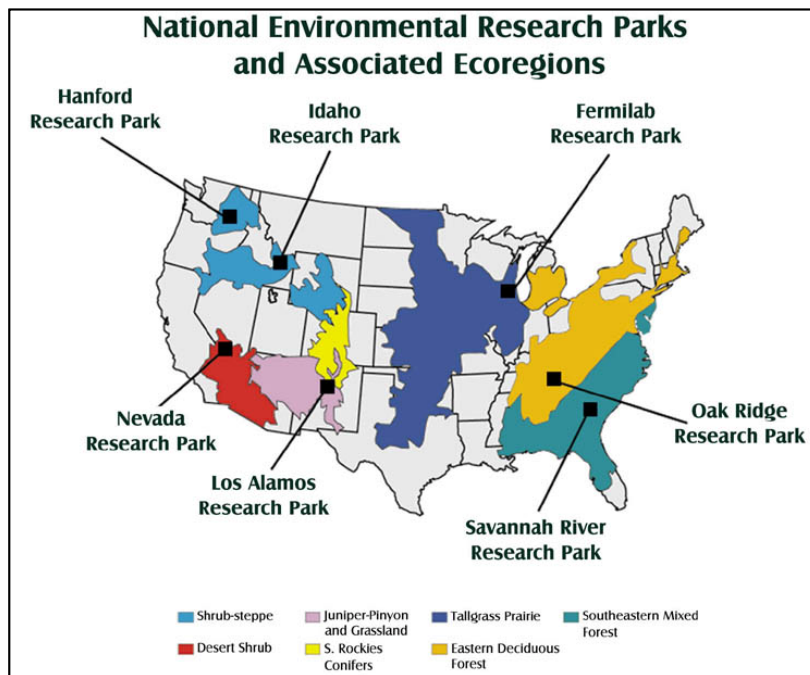 National Environmental Research Parks
and Associated Ecoregions
Hanford
Research Park
Idaho
Research Park
Fermilab
Research Park
Nevada
Research Park
Los Alamos
Research Park
Oak Ridge
Research Park
Savannah River
Research Park
Shrub-steppe
Juniper-Pinyon
and Grassland
Tallgrass Prairie
Southeastern Mixed
Forest
Desert Shrub
S. Rockies
Conifers
Eastern Deciduous
Forest